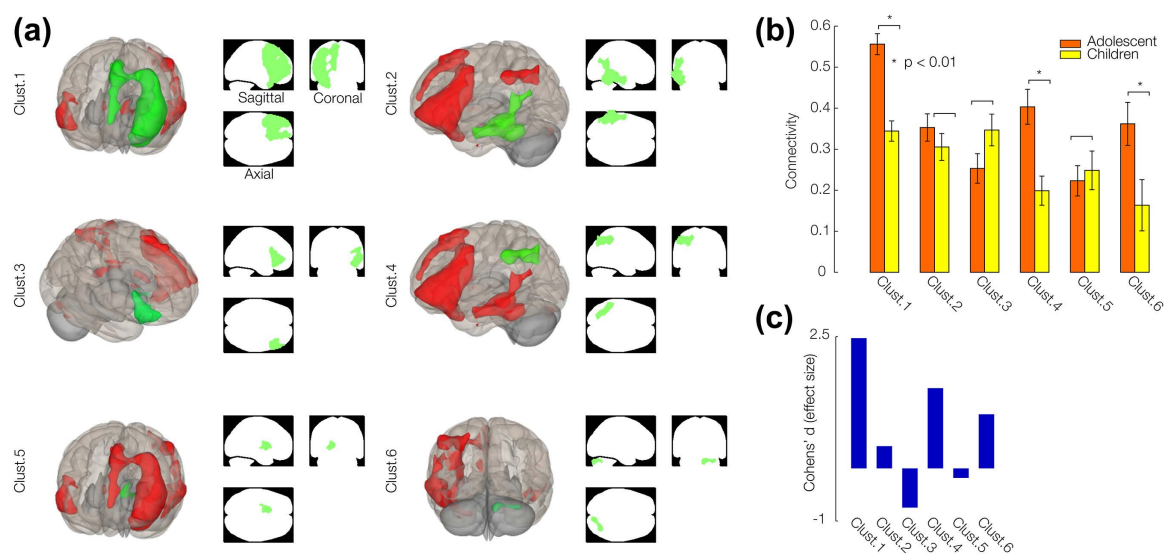 (a)
Clust.1
Sagittal
Coronal
Axial
Clust.2
Clust.3
Clust.4
Clust.5
Clust.6
(b)
Connectivity
0.6
0.5
0.4
0.3
0.2
0.1
0
*
* p < 0.01
*
*
Adolescent
Children
Clust.1
Clust.2
Clust.3
Clust.4
Clust.5
Clust.6
(c)
Cohens' d (effect size)
2.5
-1
Clust.1
Clust.2
Clust.3
Clust.4
Clust.5
Clust.6